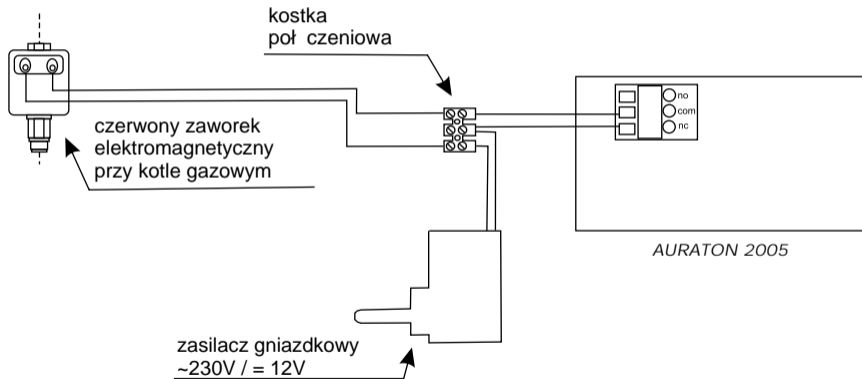 kostka
poł czeniowa
no
com
nc
czerwony zaworek
elektromagnetyczny
przy kotle gazowym
AURATON 2005
zasilacz gniazdkowy
~230V / = 12V